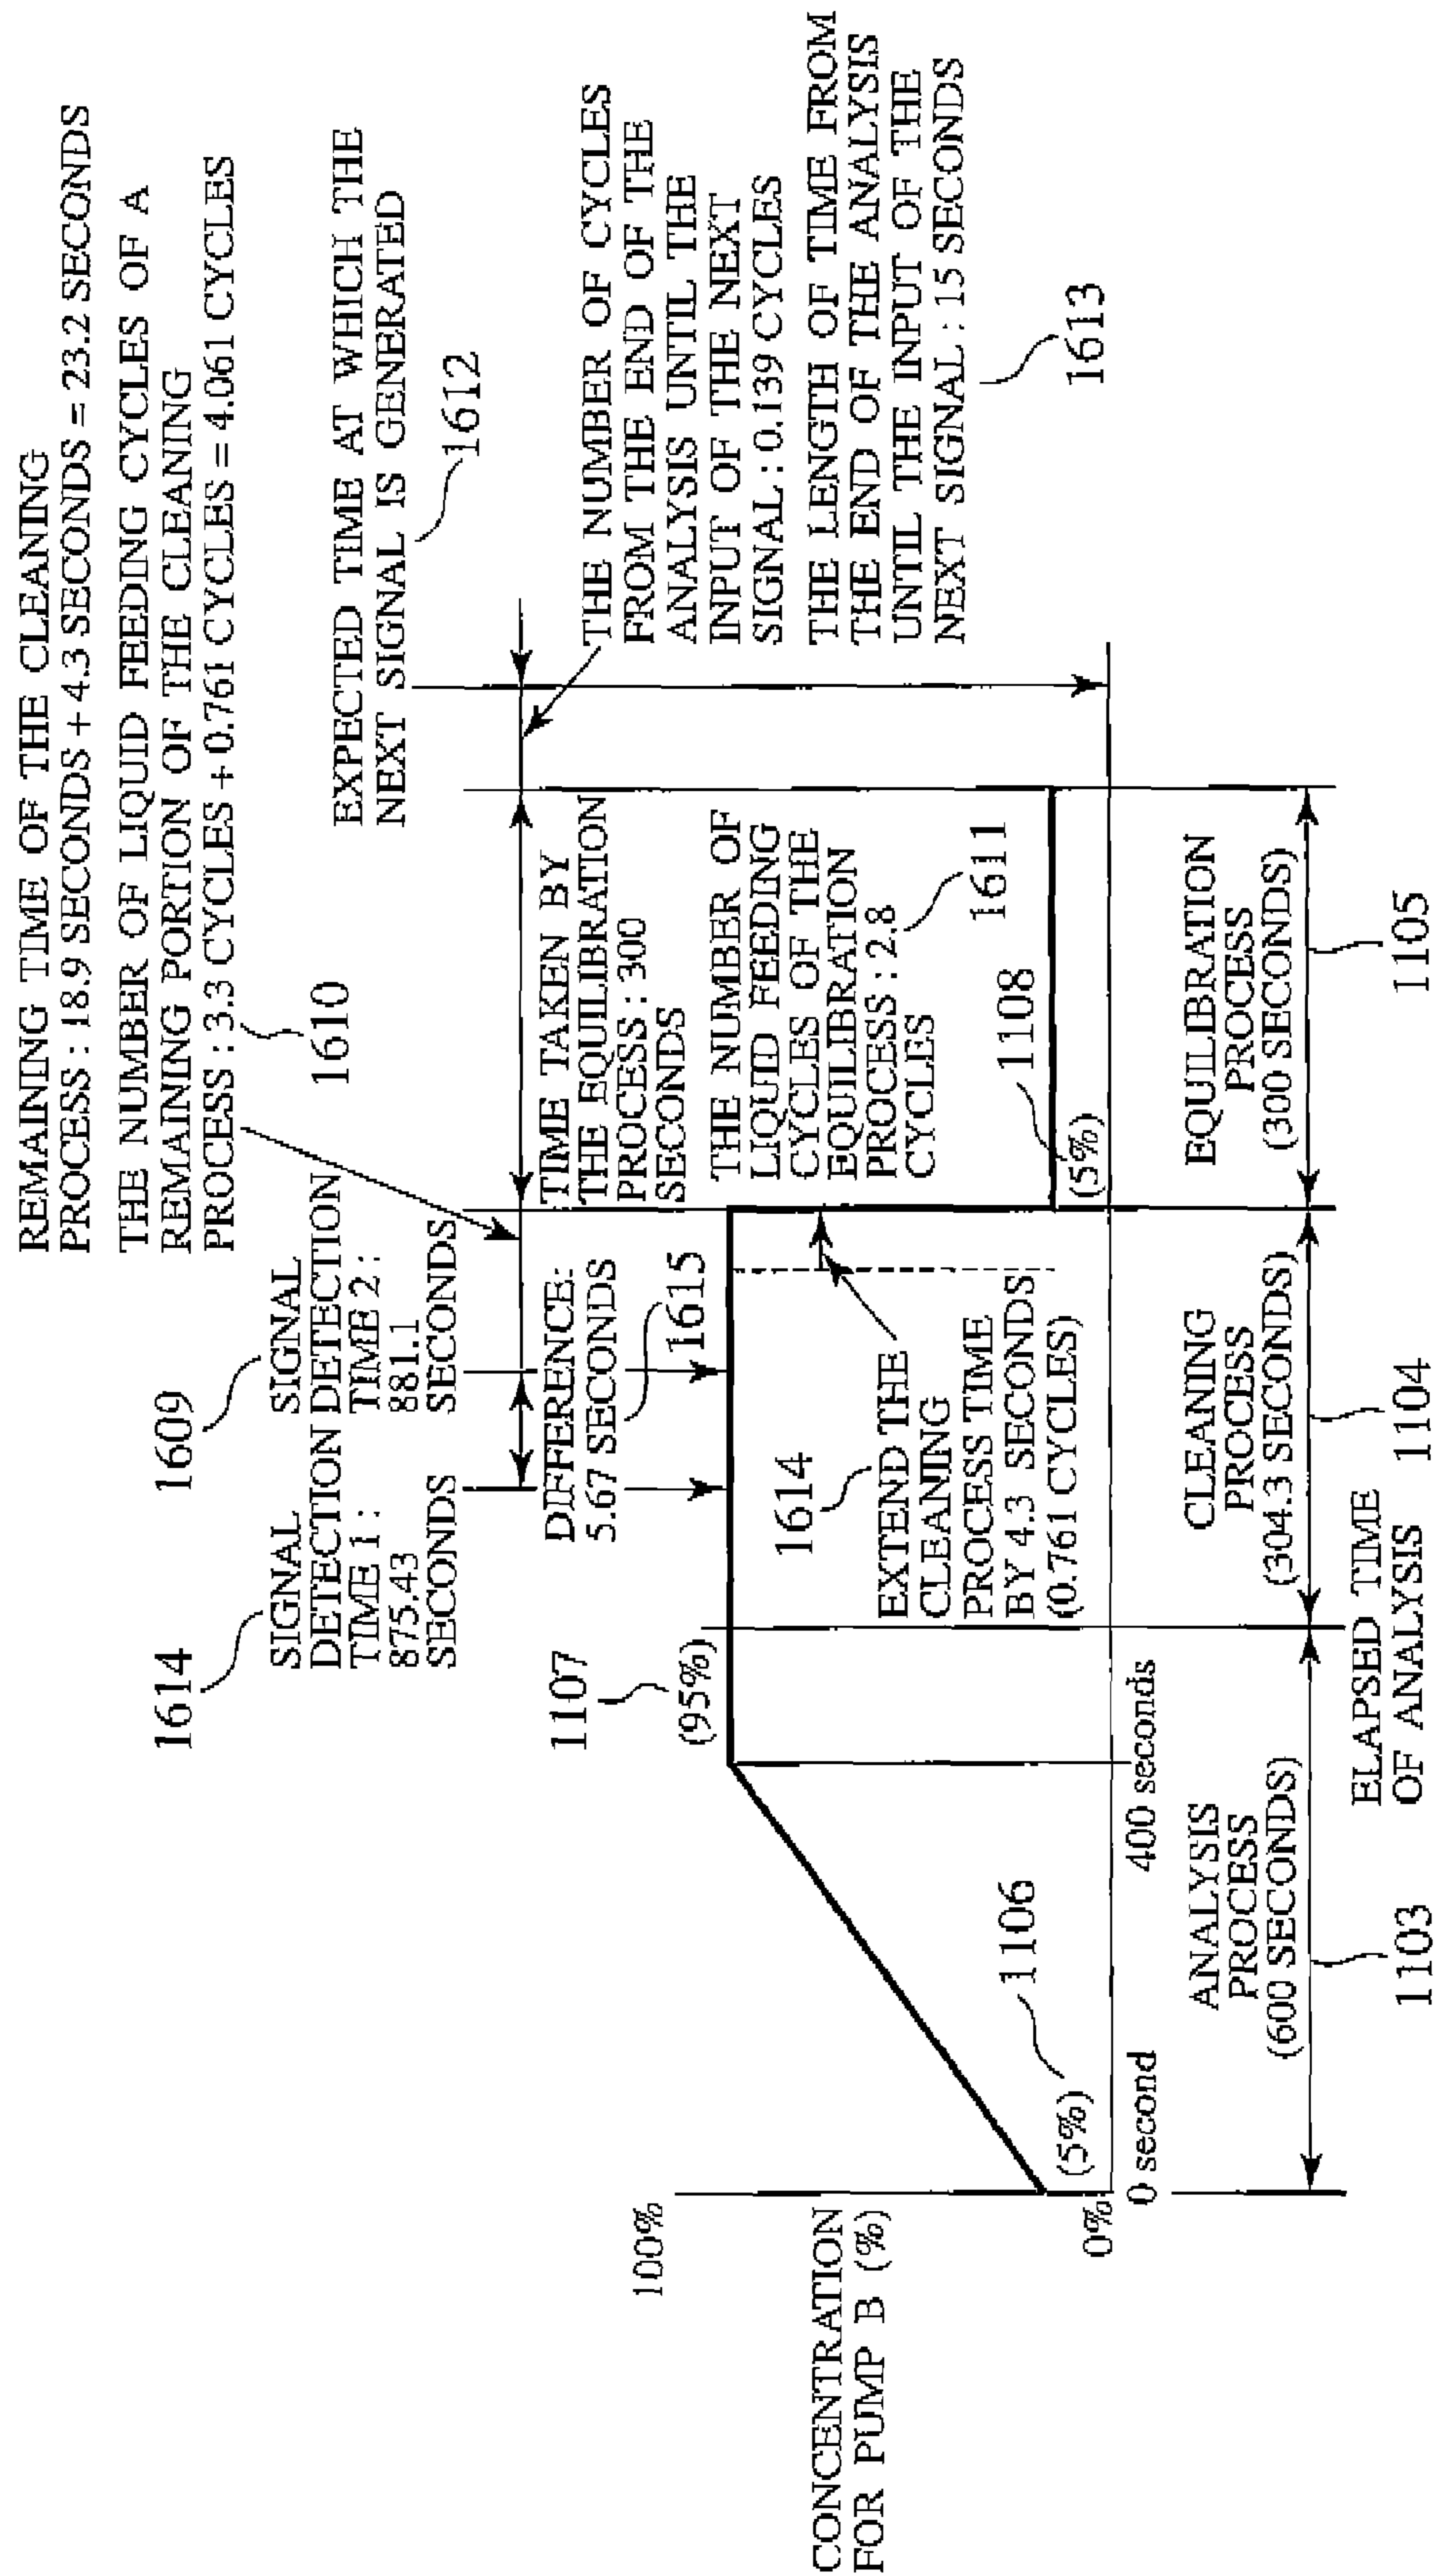 REMAINING TIME OF THE CLEANING
PROCESS : 18.9 SECONDS + 4.3 SECONDS = 23.2 SECONDS
THE NUMBER OF LIQUID FEEDING CYCLES OF A
REMAINING PORTION OF THE CLEANING
PROCESS : 3.3 CYCLES + 0.761 CYCLES = 4.061 CYCLES
1610
1614
SIGNAL
DETECTION
TIME 1 :
875.43
SECONDS
1609
SIGNAL
DETECTION
TIME 2 :
881.1
SECONDS
EXPECTED TIME AT WHICH THE
NEXT SIGNAL IS GENERATED
1612
DIFFERENCE:
5.67 SECONDS
1615
TIME TAKEN BY
THE EQUILIBRATION
PROCESS : 300
SECONDS
THE NUMBER OF
LIQUID FEEDING
CYCLES OF THE
EQUILIBRATION
PROCESS : 2.8
CYCLES
1611
THE NUMBER OF CYCLES
FROM THE END OF THE
ANALYSIS UNTIL THE
INPUT OF THE NEXT
SIGNAL : 0.139 CYCLES
THE LENGTH OF TIME FROM
THE END OF THE ANALYSIS
UNTIL THE INPUT OF THE
NEXT SIGNAL : 15 SECONDS
1613
1107
(95%)
1614
EXTEND THE
CLEANING
PROCESS TIME
BY 4.3 SECONDS
(0.761 CYCLES)
1108
(5%)
100%
CONCENTRATION
FOR PUMP B (%)
1106
(5%)
0%
0 second
400 seconds
ANALYSIS
PROCESS
(600 SECONDS)
1103
CLEANING
PROCESS
(304.3 SECONDS)
1104
EQUILIBRATION
PROCESS
(300 SECONDS)
1105
ELAPSED TIME
OF ANALYSIS